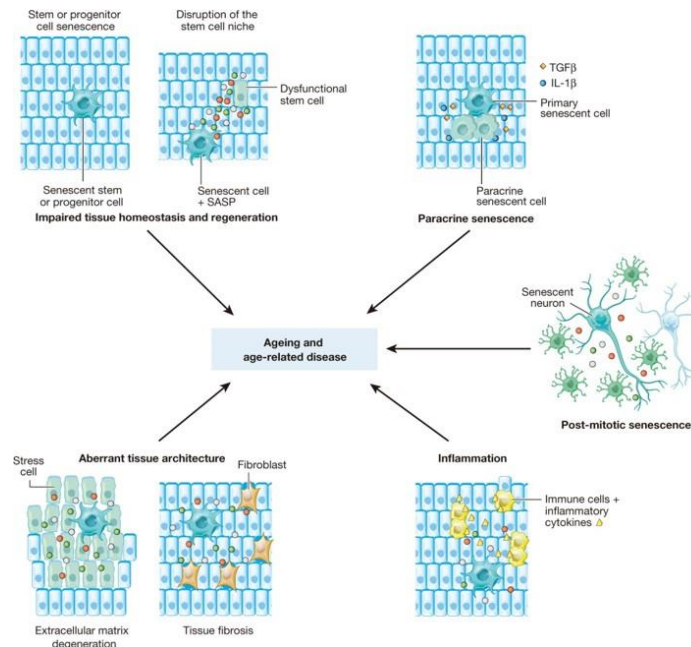 Stem or progenitor
cell senescence
Disruption of the
stem cell niche
Dysfunctional
stem cell
Senescent stem
or progenitor cell
Senescent cell
+ SASP
Impaired tissue homeostasis and regeneration
TGFβ
IL-1β
Primary
senescent cell
Paracrine
senescent cell
Paracrine senescence
Senescent
neuron
Post-mitotic senescence
Ageing and
age-related disease
Aberrant tissue architecture
Stress
cell
Fibroblast
Extracellular matrix
degeneration
Tissue fibrosis
Inflammation
Immune cells +
inflammatory
cytokines